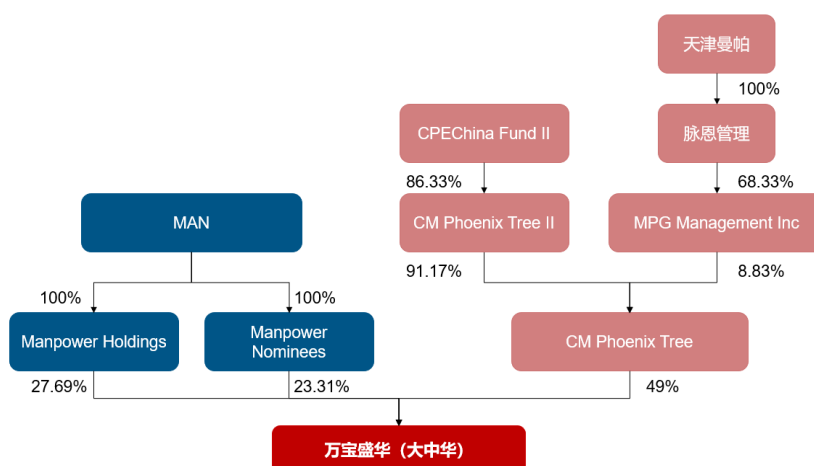 天津曼帕
100%
CPEChina Fund II
脉恩管理
86.33%
68.33%
MAN
CM Phoenix Tree II
MPG Management Inc
91.17%
8.83%
100%
100%
Manpower Holdings
Manpower
Nominees
CM Phoenix Tree
27.69%
23.31%
49%
万宝盛华（大中华）